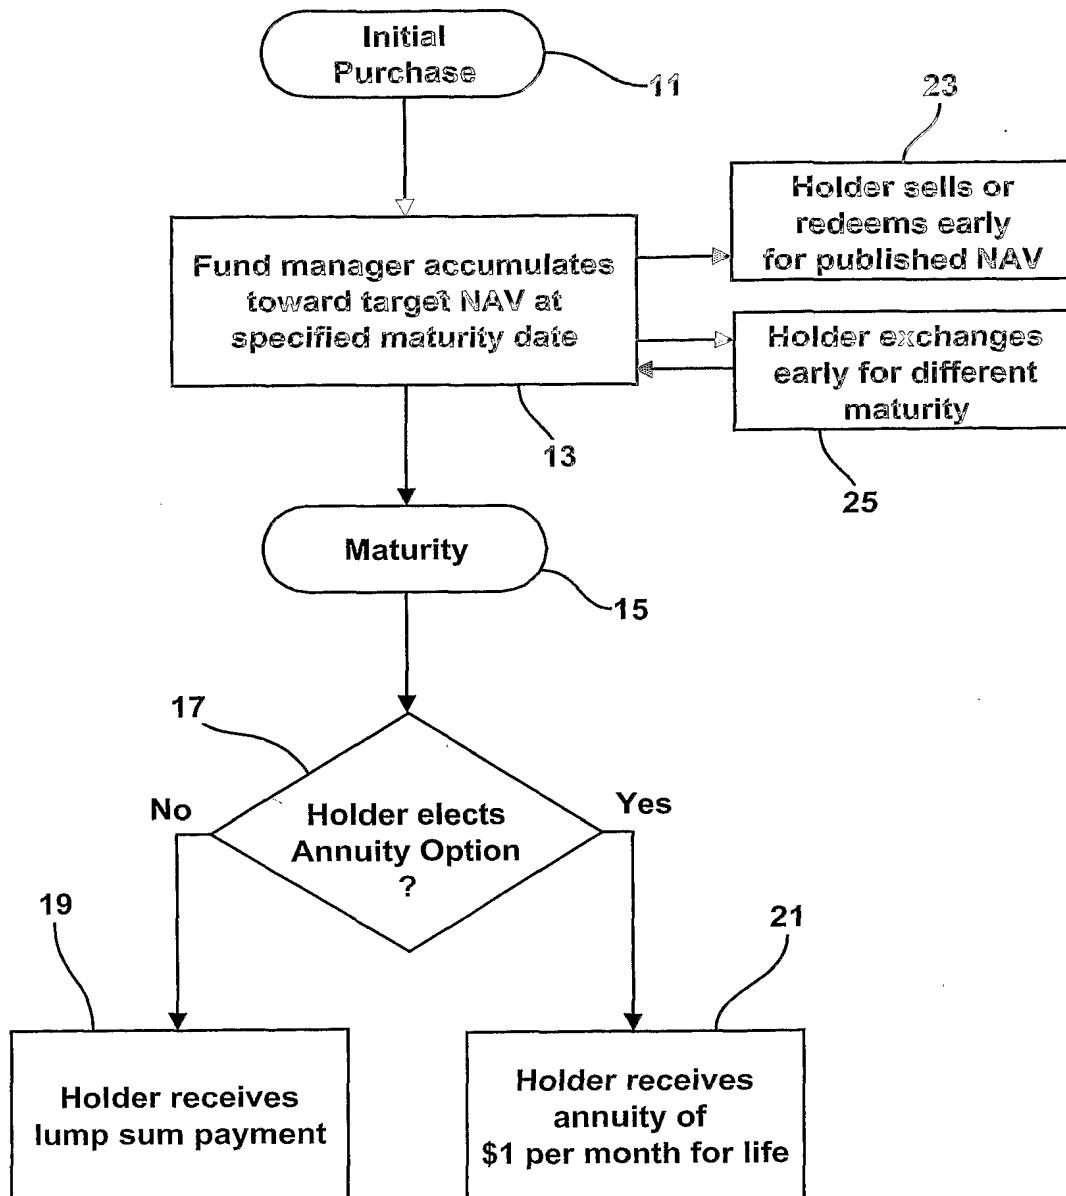 Initial
Purchase
11
23
Holder sells or
redeems early
for published NAV
Fund manager accumulates
toward target NAV at
specified maturity date
Holder exchanges
early for different
maturity
13
25
Maturity
15
17
No
Yes
Holder elects
Annuity Option
?
19
21
Holder receives
lump sum payment
Holder receives
annuity of
$1 per month for life